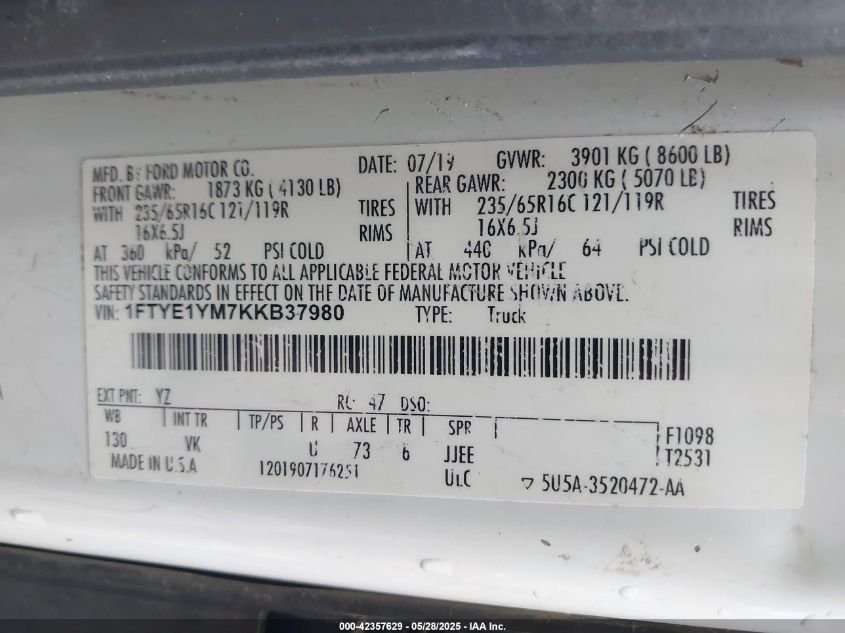 MFD. BY FORD MOTOR CO. DATE: 07/19 GVWR: 3901 KG ( 8600 LB)
FRONT GAWR: 1873 KG ( 4130 LB) REAR GAWR: 2300 KG ( 5070 LB)
WITH 235/65R16C 121/119R TIRES WITH 235/65R16C 121/119R TIRES
16X6.5J RIMS 16X6.5J RIMS
AT 360 kPa/ 52 PSI COLD AT 440 kPa/ 64 PSI COLD
THIS VEHICLE CONFORMS TO ALL APPLICABLE FEDERAL MOTOR VEHICLE
SAFETY STANDARDS IN EFFECT ON THE DATE OF MANUFACTURE SHOWN ABOVE.
VIN: 1FTYE1YM7KKB37980 TYPE: Truck
EXT PNT: YZ RC: 47 DSO:
WB INT TR TP/PS R AXLE TR SPR F1098
130 VK U 73 6 JJEE T2531
MADE IN U.S.A 1201907176251 ULC 5U5A-3520472-AA
000-42357629 - 05/28/2025 - IAA Inc.